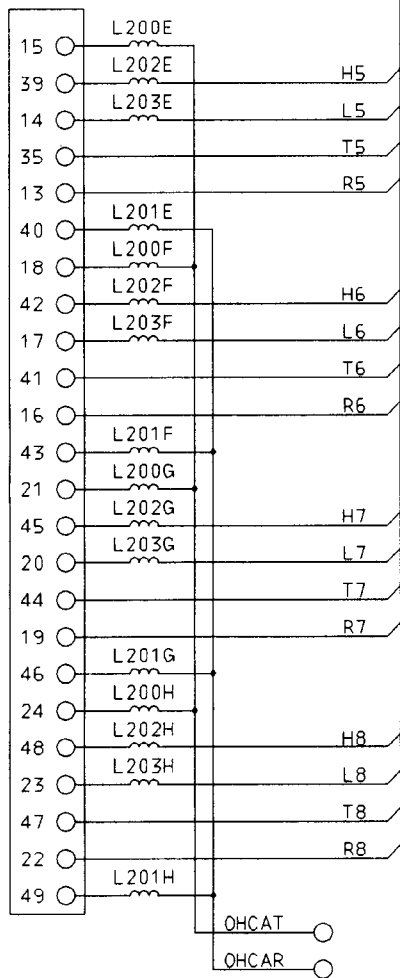 L200E
15
L202E
39 H5
L203E
14 L5
35 T5
13 R5
L201E
40
L200F
18
L202F
42 H6
L203F
17 L6
41 T6
16 R6
L201F
43
L200G
21
L202G
45 H7
L203G
20 L7
44 T7
19 R7
L201G
46
L200H
24
L202H
48 H8
L203H
23 L8
47 T8
22 R8
L201H
49
OHCAT
OHCAR